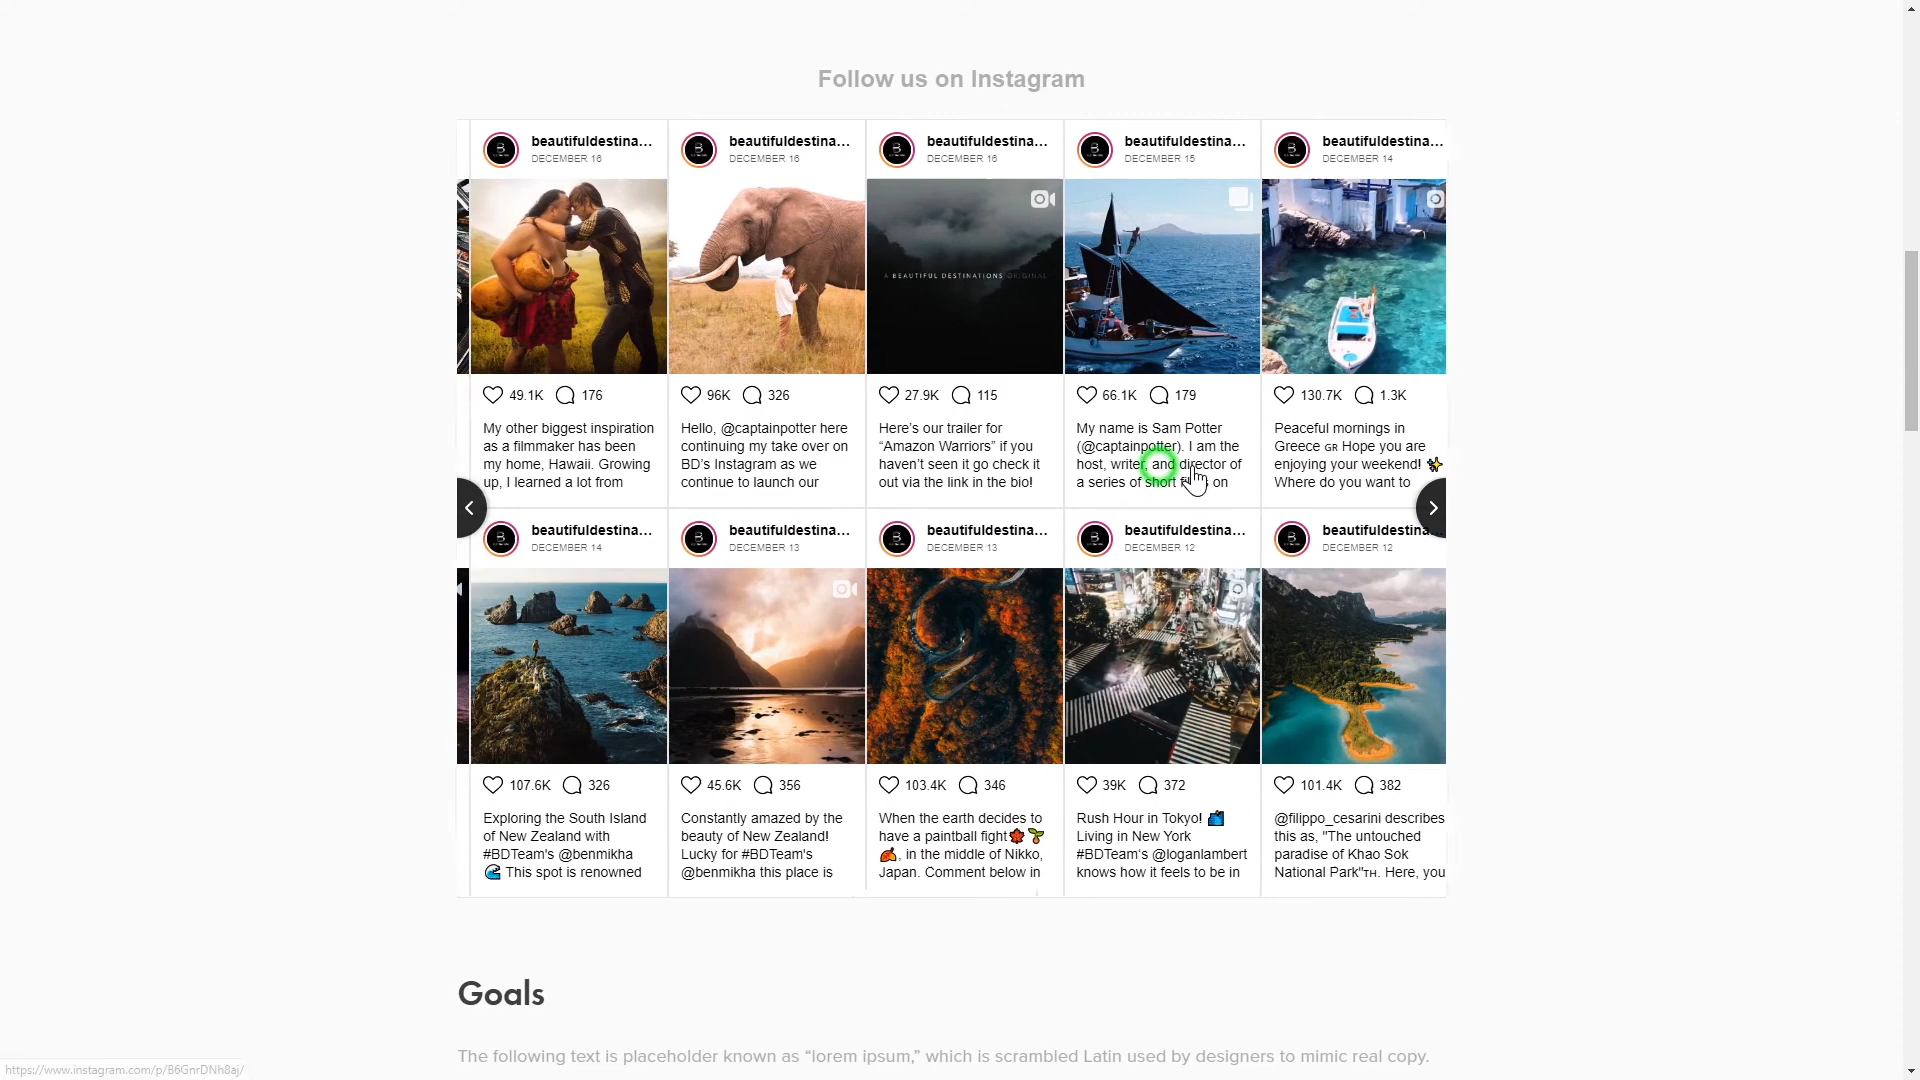 Follow us on Instagram
beautifuldestina...
DECEMBER 16
beautifuldestina...
DECEMBER 16
beautifuldestina...
DECEMBER 16
beautifuldestina...
DECEMBER 15
beautifuldestina...
DECEMBER 14
A BEAUTIFUL DESTINATIONS ORIGINAL
49.1K 176
96K 326
27.9K 115
66.1K 179
130.7K 1.3K
My other biggest inspiration
as a filmmaker has been
my home, Hawaii. Growing
up, I learned a lot from
Hello, @captainpotter here
continuing my take over on
BD's Instagram as we
continue to launch our
Here's our trailer for
“Amazon Warriors” if you
haven't seen it go check it
out via the link in the bio!
My name is Sam Potter
(@captainpotter). I am the
host, writer, and director of
a series of short on
Peaceful mornings in
Greece GR Hope you are
enjoying your weekend! ✨
Where do you want to
beautifuldestina...
DECEMBER 14
beautifuldestina...
DECEMBER 13
beautifuldestina...
DECEMBER 13
beautifuldestina...
DECEMBER 12
beautifuldestina
DECEMBER 12
107.6K 326
45.6K 356
103.4K 346
39K 372
101.4K 382
Exploring the South Island
of New Zealand with
#BDTeam's @benmikha
🌊 This spot is renowned
Constantly amazed by the
beauty of New Zealand!
Lucky for #BDTeam's
@benmikha this place is
When the earth decides to
have a paintball fight🍁🌱
🍂, in the middle of Nikko,
Japan. Comment below in
Rush Hour in Tokyo! 🏙
Living in New York
#BDTeam's @loganlambert
knows how it feels to be in
@filippo_cesarini describes
this as, "The untouched
paradise of Khao Sok
National Park"TH. Here, you
Goals
The following text is placeholder known as “lorem ipsum,” which is scrambled Latin used by designers to mimic real copy.
https://www.instagram.com/p/B6GnrDNh8aj/